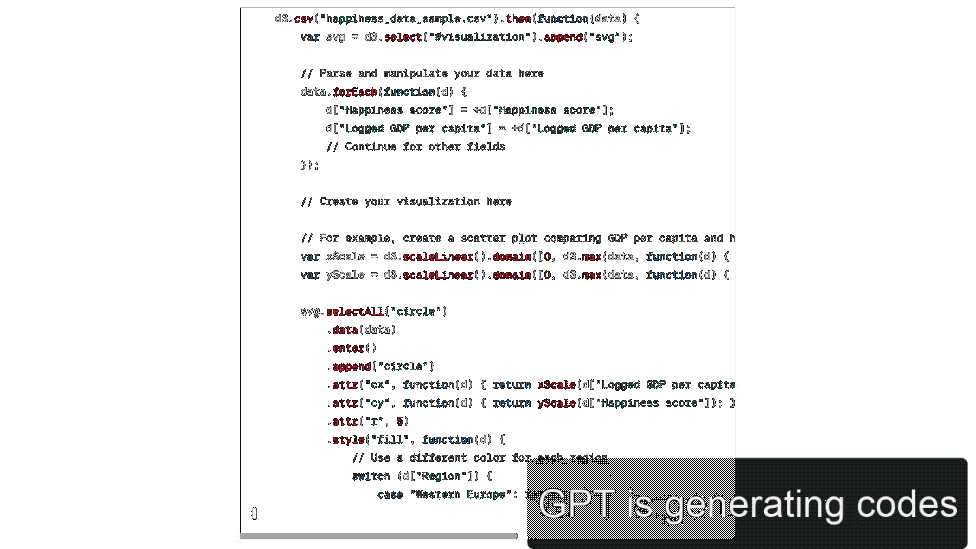 d3.csv("happiness_data_sample.csv").then(function(data) {
var svg = d3.select("#visualization").append("svg");
// Parse and manipulate your data here
data.forEach(function(d) {
d["Happiness score"] = +d["Happiness score"];
d["Logged GDP per capita"] = +d["Logged GDP per capita"];
// Continue for other fields
});
// Create your visualization here
// For example, create a scatter plot comparing GDP per capita and h
var xScale = d3.scaleLinear().domain([0, d3.max(data, function(d) {
var yScale = d3.scaleLinear().domain([0, d3.max(data, function(d) {
svg.selectAll("circle")
.data(data)
.enter()
.append("circle")
.attr("cx", function(d) { return xScale(d["Logged GDP per capita
.attr("cy", function(d) { return yScale(d["Happiness score"]); }
.attr("r", 5)
.style("fill", function(d) {
// Use a different color for each region
switch (d["Region"]) {
case "Western Europe":
GPT is generating codes